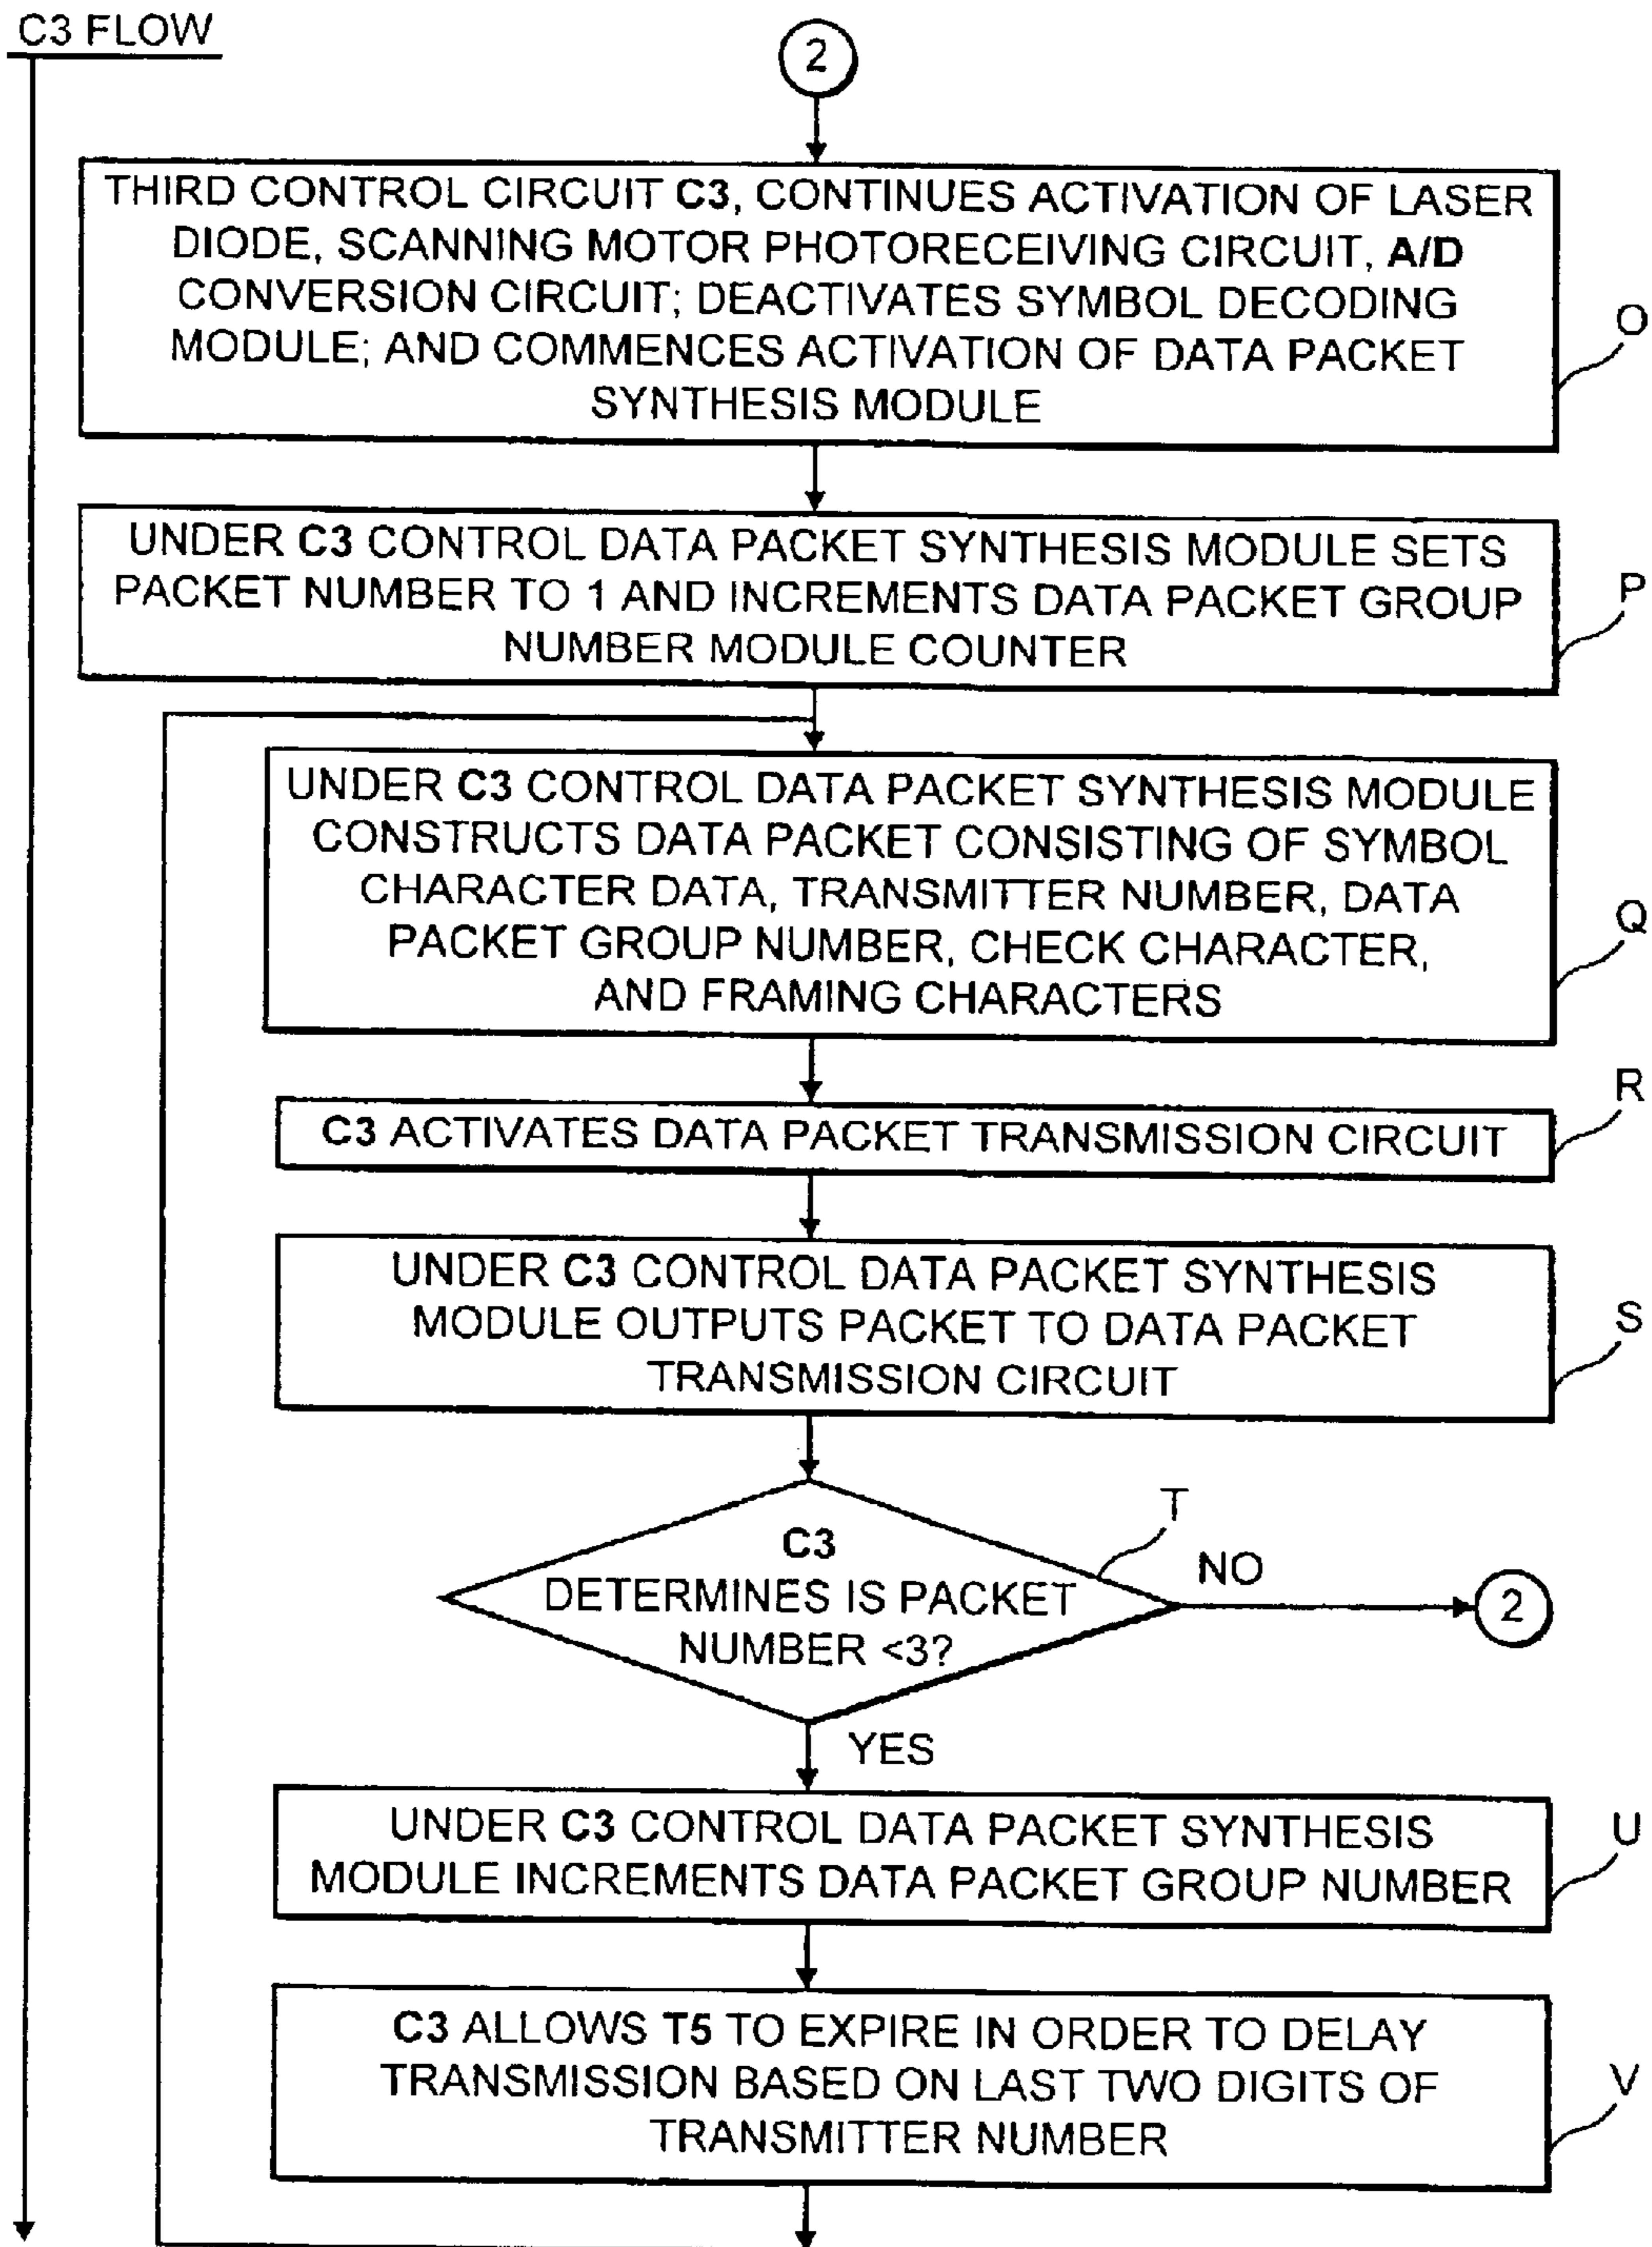 C3 FLOW
2
THIRD CONTROL CIRCUIT C3, CONTINUES ACTIVATION OF LASER
DIODE, SCANNING MOTOR PHOTORECEIVING CIRCUIT, A/D
CONVERSION CIRCUIT; DEACTIVATES SYMBOL DECODING
MODULE; AND COMMENCES ACTIVATION OF DATA PACKET
SYNTHESIS MODULE
O
UNDER C3 CONTROL DATA PACKET SYNTHESIS MODULE SETS
PACKET NUMBER TO 1 AND INCREMENTS DATA PACKET GROUP
NUMBER MODULE COUNTER
P
UNDER C3 CONTROL DATA PACKET SYNTHESIS MODULE
CONSTRUCTS DATA PACKET CONSISTING OF SYMBOL
CHARACTER DATA, TRANSMITTER NUMBER, DATA
PACKET GROUP NUMBER, CHECK CHARACTER,
AND FRAMING CHARACTERS
Q
C3 ACTIVATES DATA PACKET TRANSMISSION CIRCUIT
R
UNDER C3 CONTROL DATA PACKET SYNTHESIS
MODULE OUTPUTS PACKET TO DATA PACKET
TRANSMISSION CIRCUIT
S
C3
DETERMINES IS PACKET
NUMBER <3?
T
NO
2
YES
UNDER C3 CONTROL DATA PACKET SYNTHESIS
MODULE INCREMENTS DATA PACKET GROUP NUMBER
U
C3 ALLOWS T5 TO EXPIRE IN ORDER TO DELAY
TRANSMISSION BASED ON LAST TWO DIGITS OF
TRANSMITTER NUMBER
V